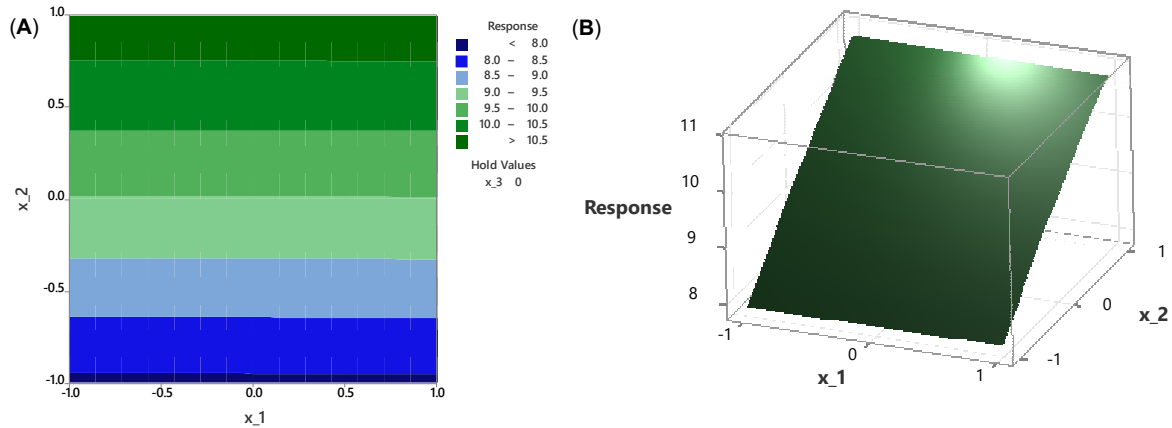 (A)
1.0
0.5
0.0
-0.5
-1.0
x_2
-1.0 -0.5 0.0 0.5 1.0
x_1
Response
< 8.0
8.0 – 8.5
8.5 – 9.0
9.0 – 9.5
9.5 – 10.0
10.0 – 10.5
> 10.5
Hold Values
x_3 0
(B)
11
10
9
8
Response
-1 0 1
x_1
-1 0 1
x_2